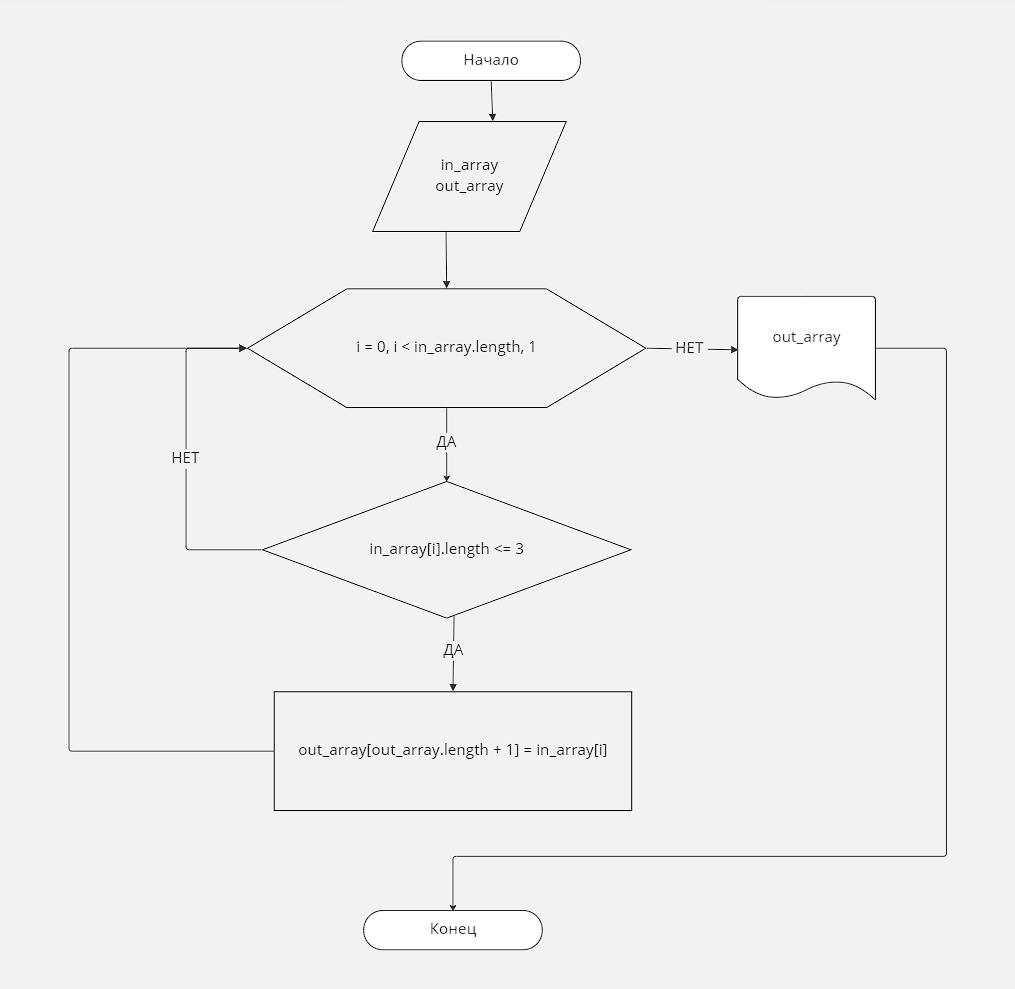 Начало
in_array
out_array
i = 0, i < in_array.length, 1
НЕТ
out_array
ДА
НЕТ
in_array[i].length <= 3
ДА
out_array[out_array.length + 1] = in_array[i]
Конец